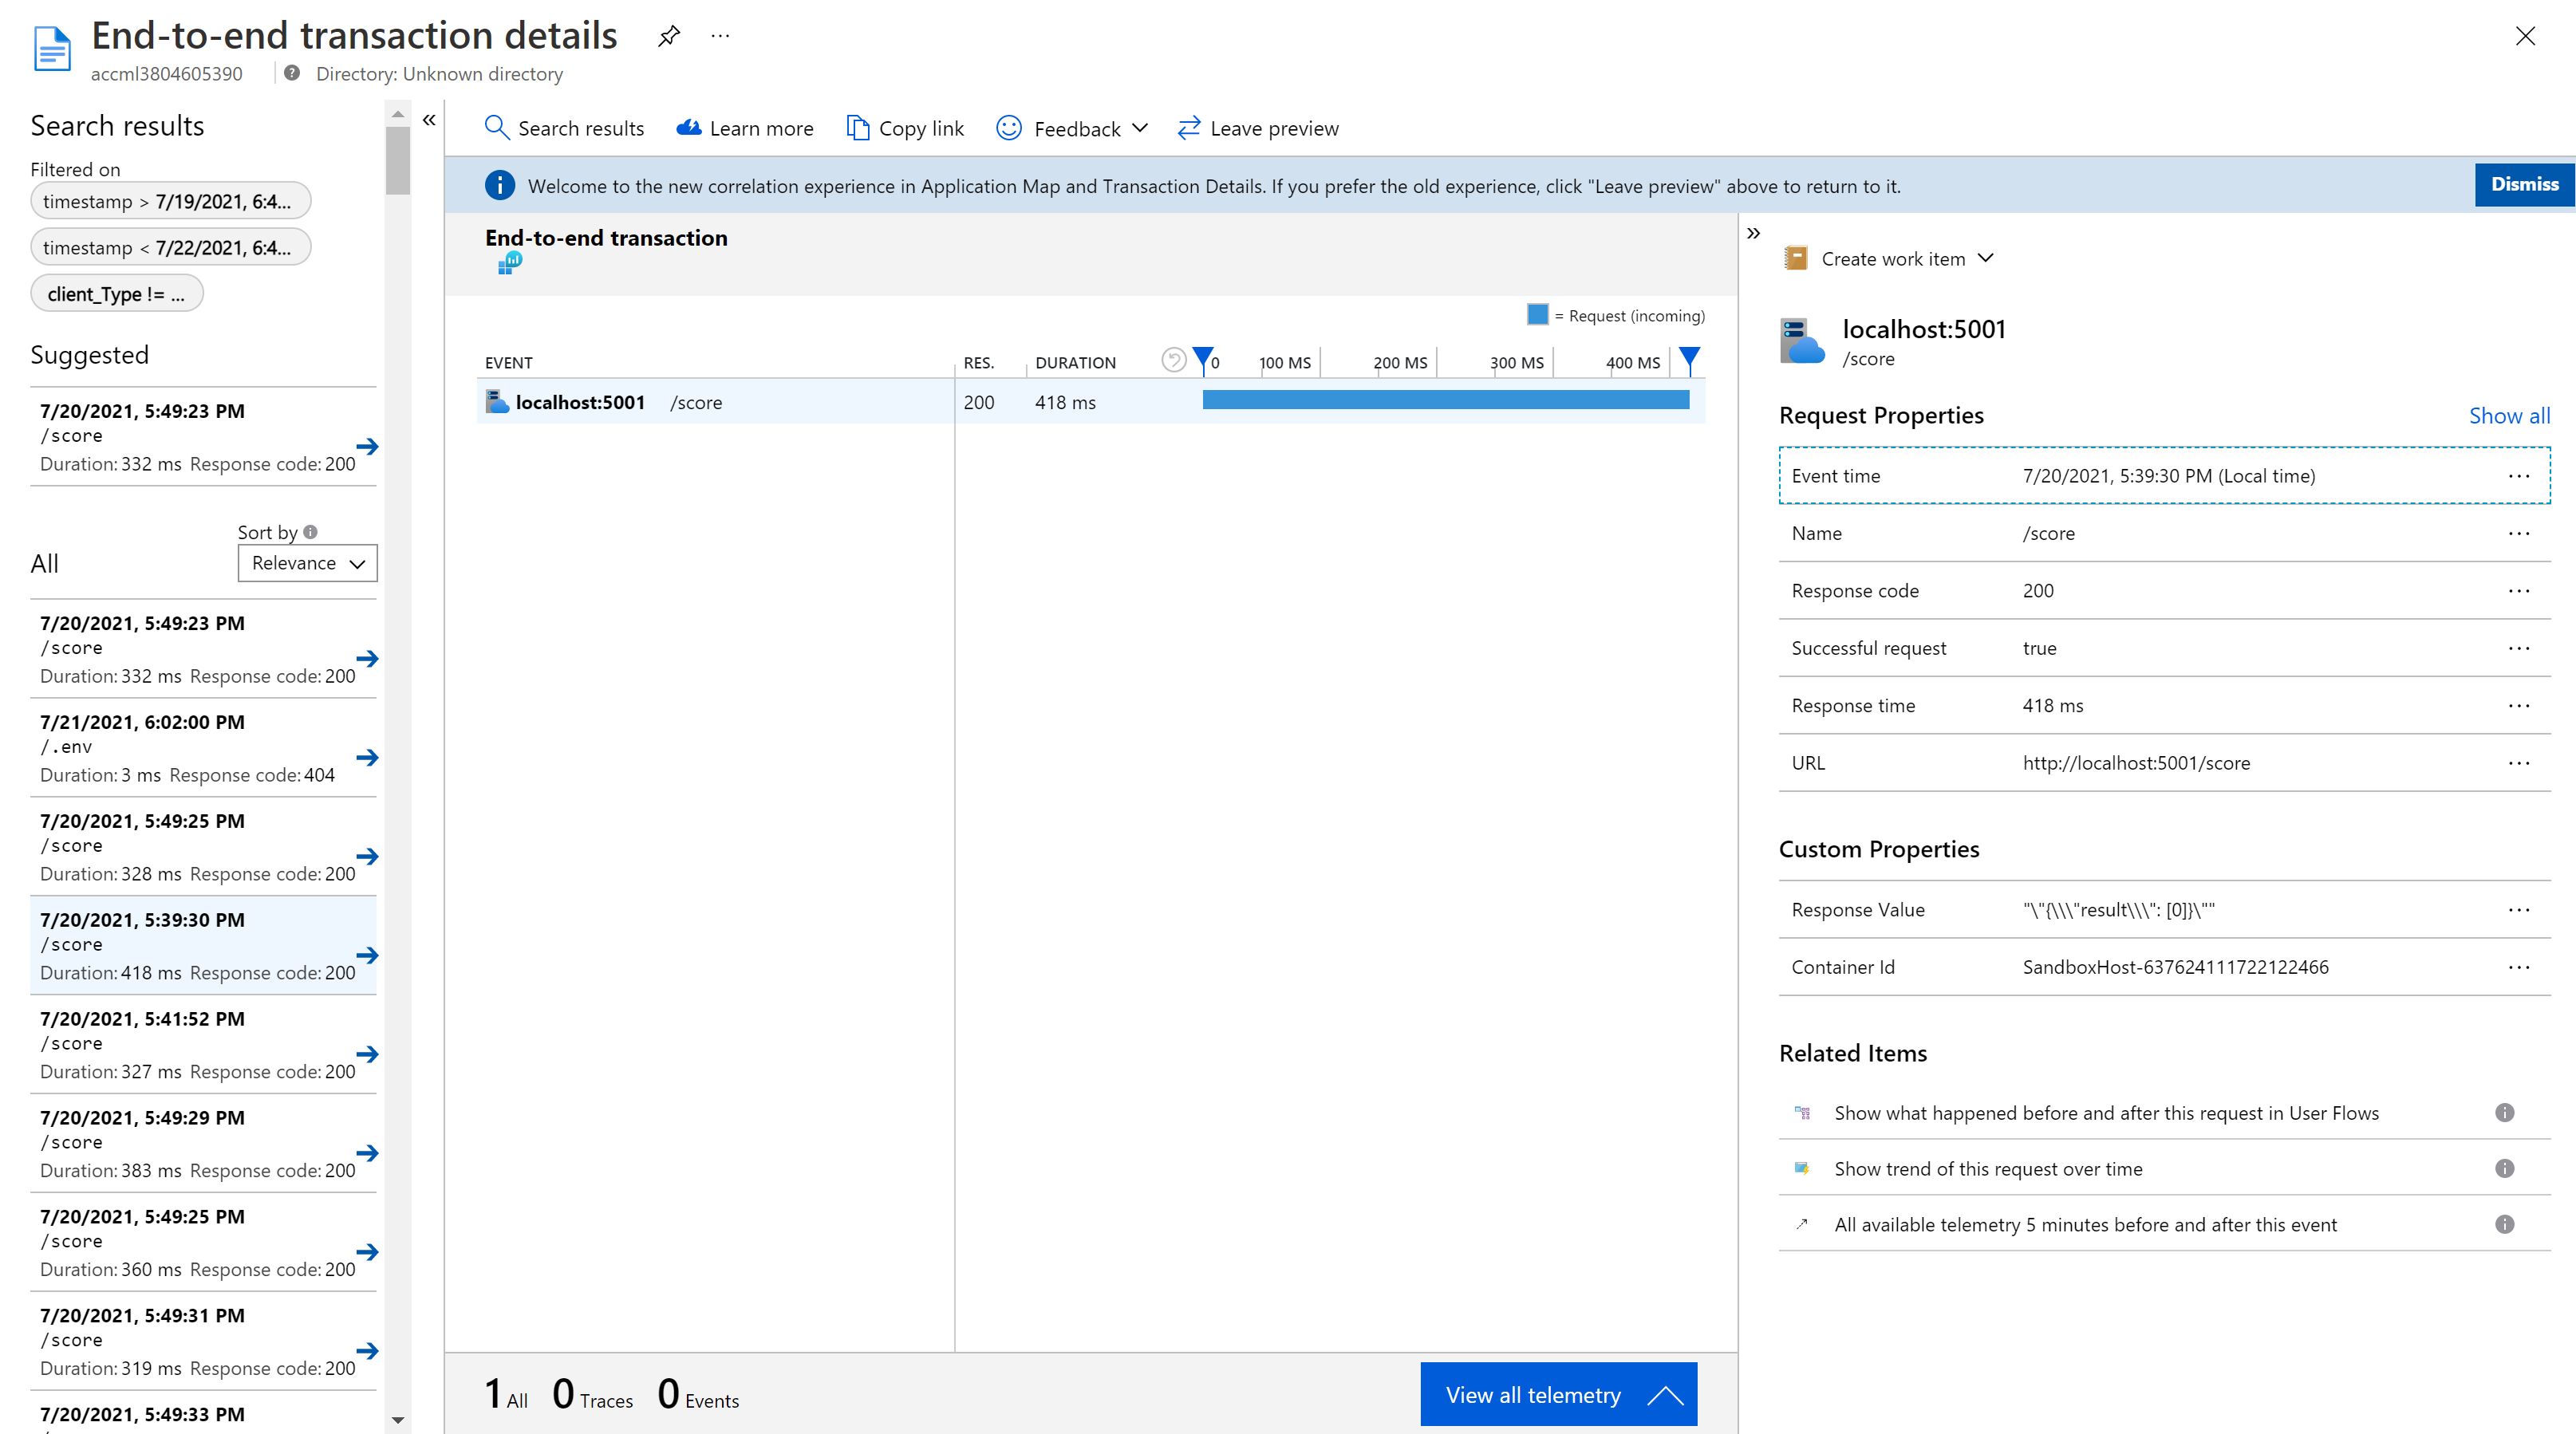 End-to-end transaction details ...
accml3804605390 | Directory: Unknown directory
Search results
Filtered on
timestamp > 7/19/2021, 6:4...
timestamp < 7/22/2021, 6:4...
client_Type != ...
Suggested
7/20/2021, 5:49:23 PM
/score
Duration: 332 ms Response code: 200
Sort by
All
Relevance
7/20/2021, 5:49:23 PM
/score
Duration: 332 ms Response code: 200
7/21/2021, 6:02:00 PM
/.env
Duration: 3 ms Response code: 404
7/20/2021, 5:49:25 PM
/score
Duration: 328 ms Response code: 200
7/20/2021, 5:39:30 PM
/score
Duration: 418 ms Response code: 200
7/20/2021, 5:41:52 PM
/score
Duration: 327 ms Response code: 200
7/20/2021, 5:49:29 PM
/score
Duration: 383 ms Response code: 200
7/20/2021, 5:49:25 PM
/score
Duration: 360 ms Response code: 200
7/20/2021, 5:49:31 PM
/score
Duration: 319 ms Response code: 200
7/20/2021, 5:49:33 PM
Search results Learn more Copy link Feedback Leave preview
Welcome to the new correlation experience in Application Map and Transaction Details. If you prefer the old experience, click "Leave preview" above to return to it.
Dismiss
End-to-end transaction
= Request (incoming)
EVENT RES. DURATION 0 100 MS 200 MS 300 MS 400 MS
localhost:5001 /score 200 418 ms
1 All 0 Traces 0 Events
View all telemetry
Create work item
localhost:5001
/score
Request Properties Show all
Event time 7/20/2021, 5:39:30 PM (Local time) ...
Name /score ...
Response code 200 ...
Successful request true ...
Response time 418 ms ...
URL http://localhost:5001/score ...
Custom Properties
Response Value "\"{\\\"result\\\": [0]}\"" ...
Container Id SandboxHost-637624111722122466 ...
Related Items
Show what happened before and after this request in User Flows
Show trend of this request over time
All available telemetry 5 minutes before and after this event